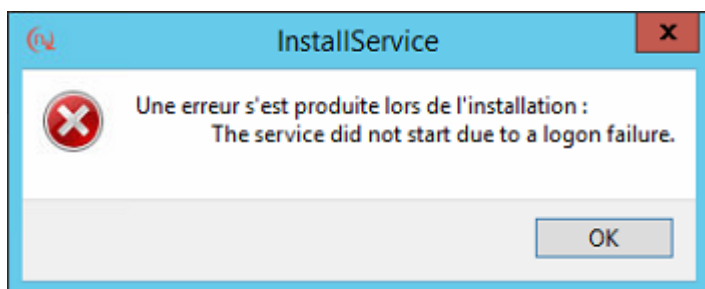 InstallService
Une erreur s'est produite lors de l'installation :
The service did not start due to a logon failure.
OK